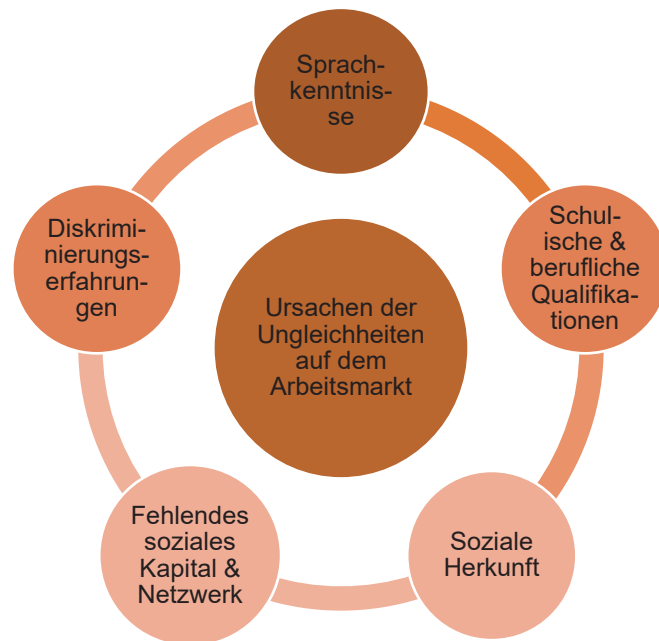 Sprach-
kenntnis-
se
Schul-
ische &
berufliche
Qualifika-
tionen
Soziale
Herkunft
Fehlendes
soziales
Kapital &
Netzwerk
Diskrimi-
nierungs-
erfahrun-
gen
Ursachen der
Ungleichheiten
auf dem
Arbeitsmarkt